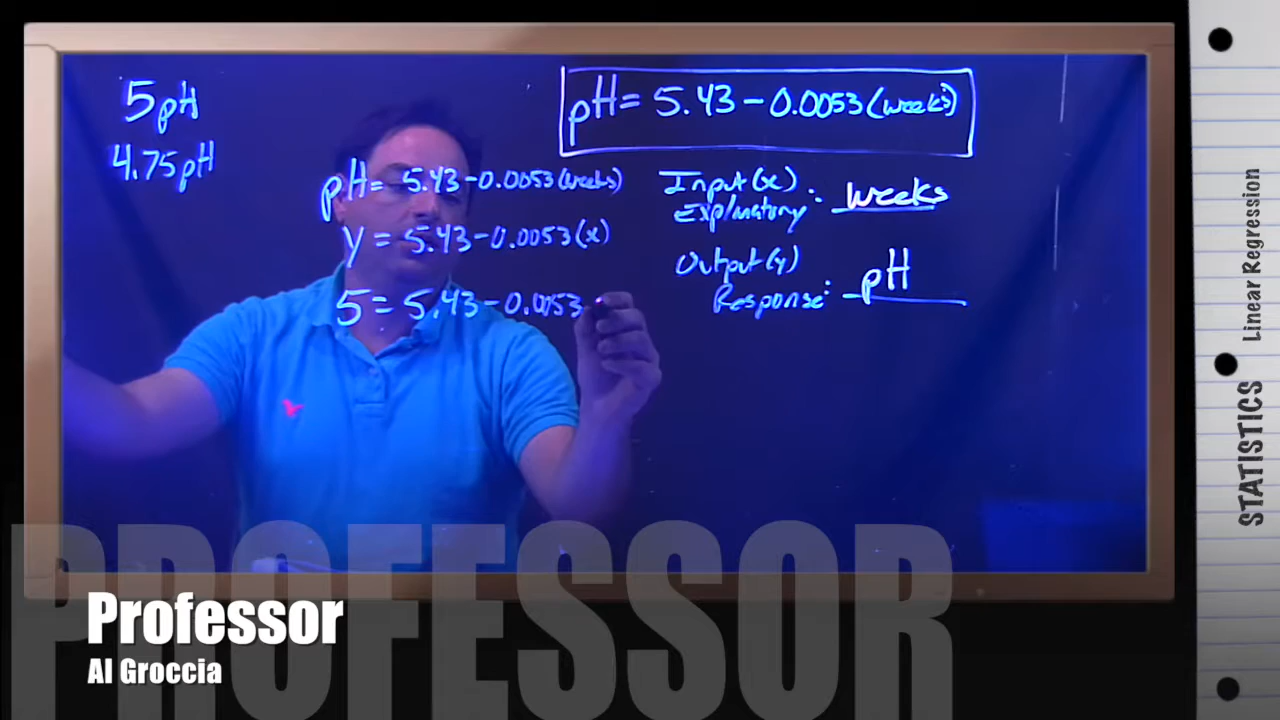 5pH
4.75pH
pH = 5.43 - 0.0053 (weeks)
pH = 5.43 - 0.0053 (weeks)
y = 5.43 - 0.0053 (x)
5 = 5.43 - 0.0053
Input (x)
Explanatory : weeks
Output (y)
Response : pH
PROFESSOR
Professor
Al Groccia
STATISTICS Linear Regression